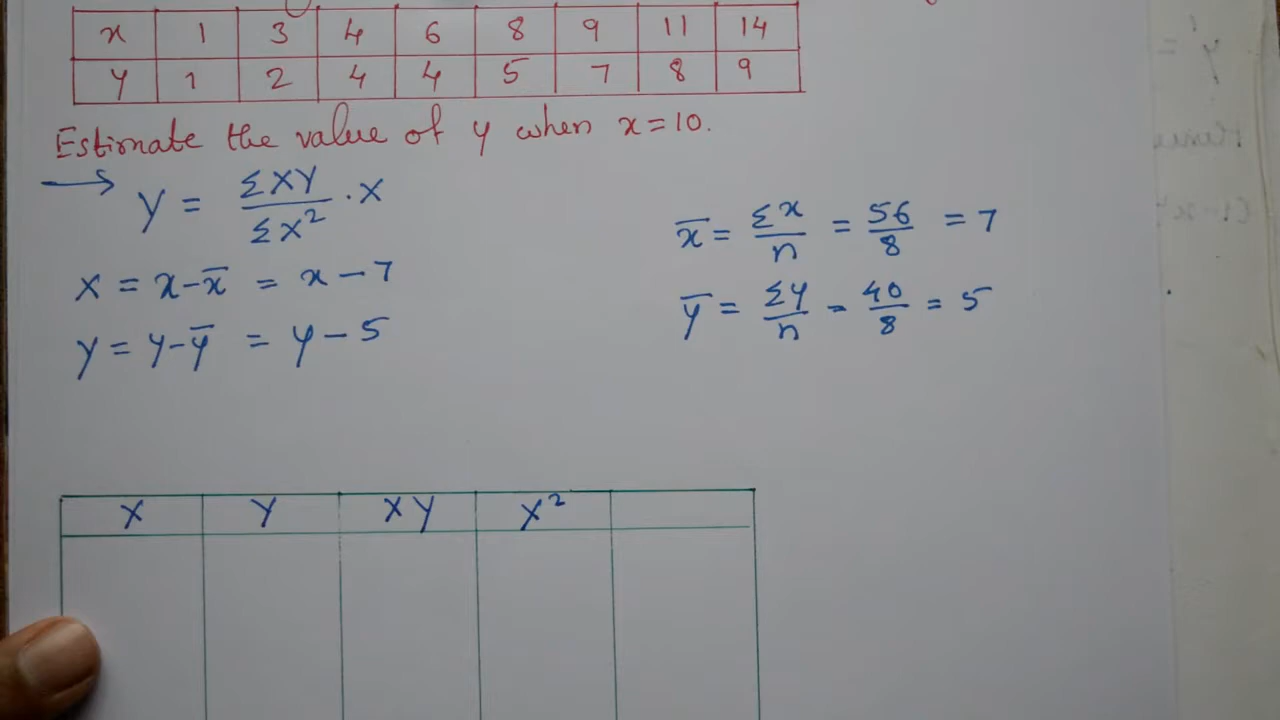 x 1 3 4 6 8 9 11 14
y 1 2 4 4 5 7 8 9
Estimate the value of y when x=10.
→ Y = ΣXY/ΣX² · X
X = x-x̅ = x-7
Y = y-y̅ = y-5
x̅ = Σx/n = 56/8 = 7
y̅ = Σy/n = 40/8 = 5
X Y XY X²